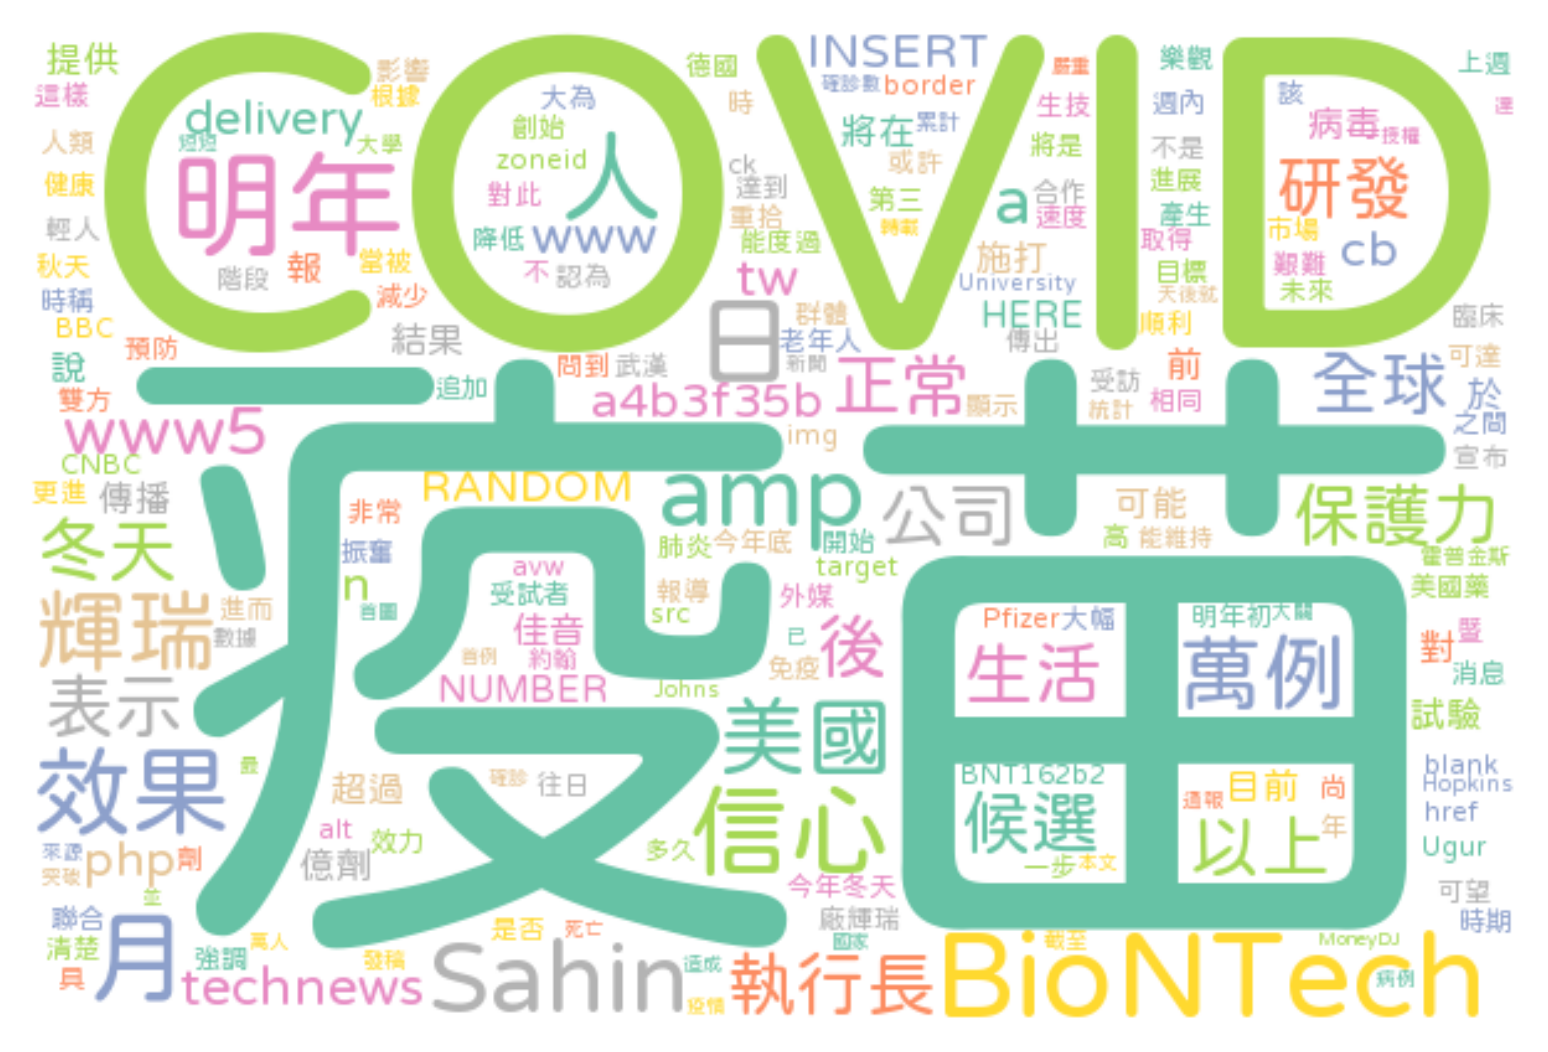 COVID
疫苗
提供
這樣
人類
健康
輕人
秋天
時稱
BBC
說
雙方
預防
delivery
短短
大學
明年
階段
報
當被
減少
影響
根據
結果
追加
大為
創始
zoneid
人
對此
降低
www
不
認為
德國
時
ck
達到
重拾
能度過
tw
日
群體
老年人
新聞
問到
武漢
a4b3f35b
img
INSERT
確診數
border
將在
累計
或許
第三
轉載
嚴重
生技
將是
a
合作
速度
施打
University
HERE
傳出
正常
顯示
受訪
統計
樂觀
週內
不是
進展
產生
取得
目標
天後就
順利
前
相同
該
病毒
授權
研發
市場
cb
艱難
未來
上週
達
臨床
可達
全球
於
之間
宣布
www5
CNBC
更進
傳播
冬天
輝瑞
進而
數據
表示
效果
最
來源
突破
php
劑
並
聯合
清楚
具
月
強調
萬人
technews
非常
振奮
n
首圖
RANDOM
amp
公司
可能
高
能維持
保護力
霍普金斯
美國藥
肺炎
今年底
開始
target
avw
受試者
佳音
首例
約翰
NUMBER
報導
src
外媒
已
免疫
後
Johns
Pfizer
大幅
生活
明年初
大關
萬例
對
暨
消息
試驗
美國
信心
超過
確診
往日
alt
億劑
效力
多久
BNT162b2
候選
一步
本文
週報
目前
尚
以上
年
blank
Hopkins
href
Ugur
可望
時期
今年冬天
廠輝瑞
國家
是否
死亡
發稿
Sahin
造成
疫情
執行長
BioNTech
截至
MoneyDJ
病例